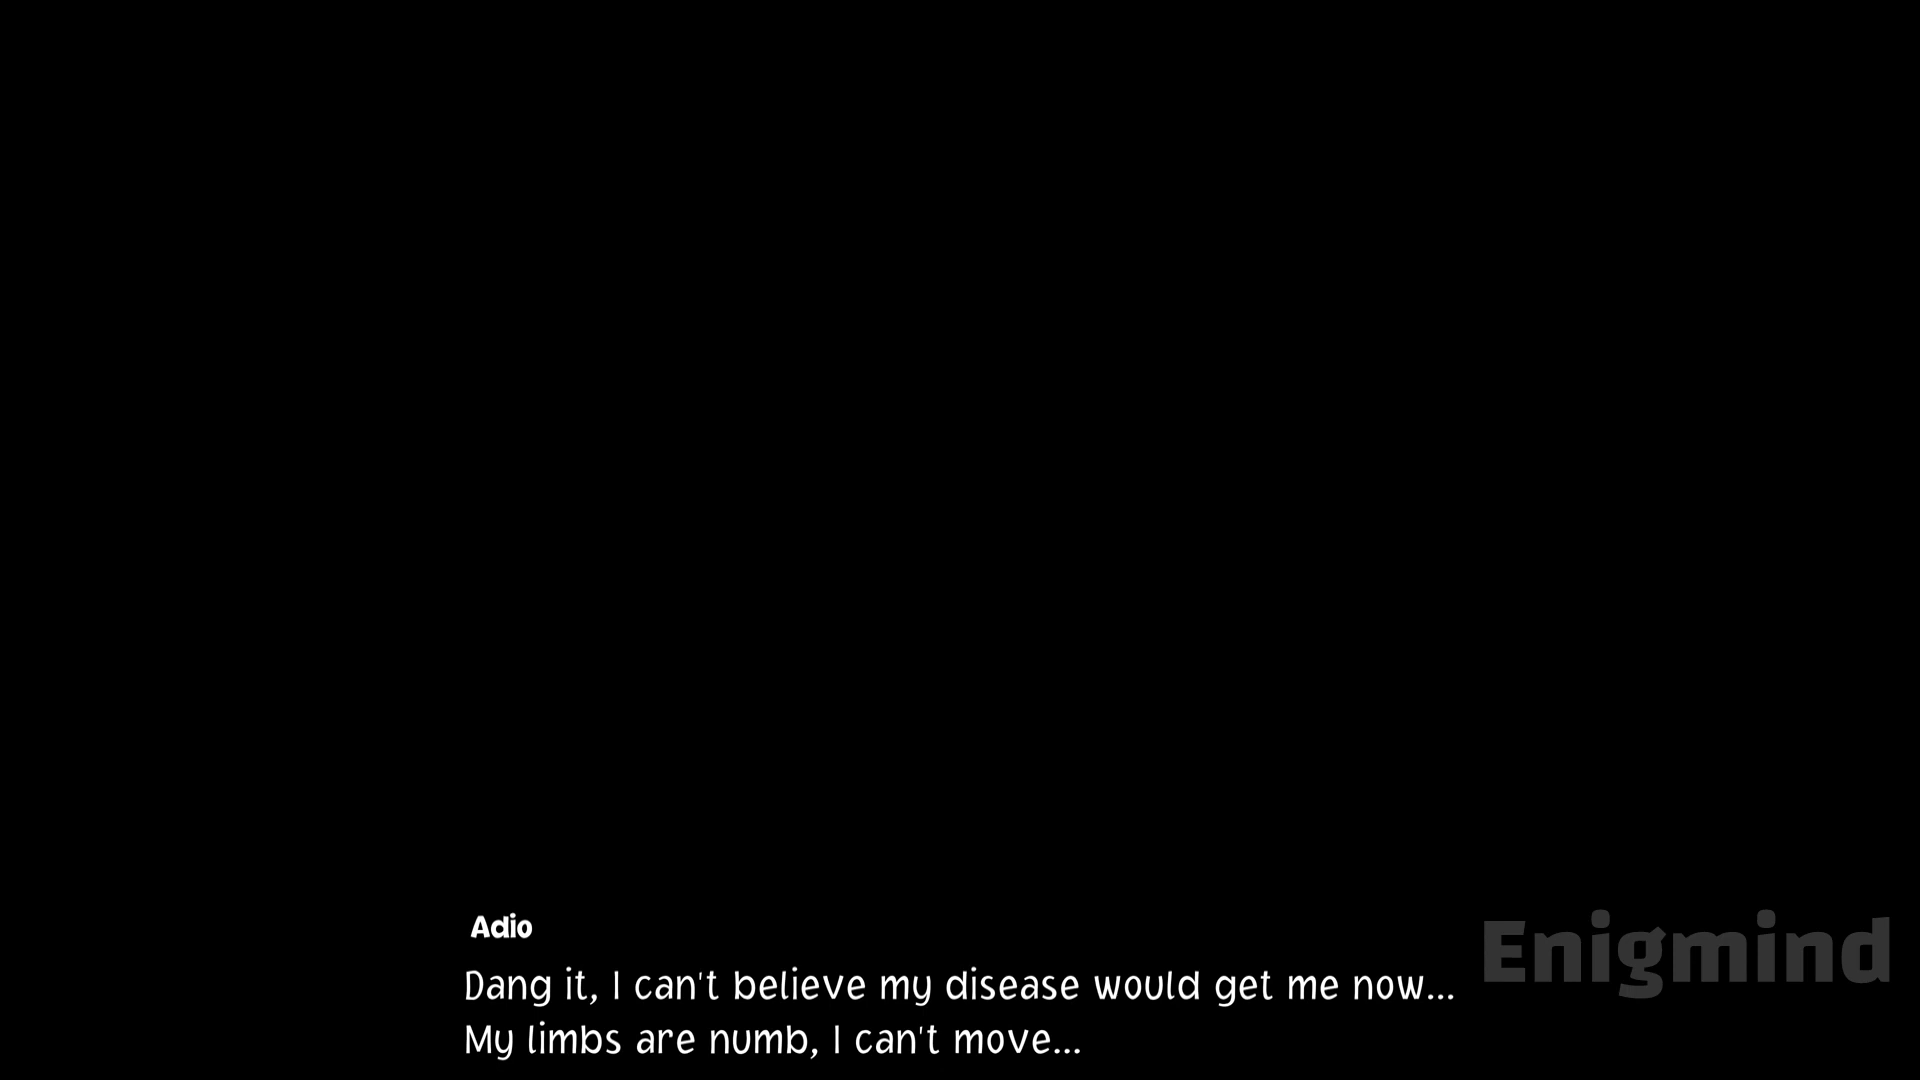 Adio
Dang it, I can't believe my disease would get me now...
My limbs are numb, I can't move...
Enigmind